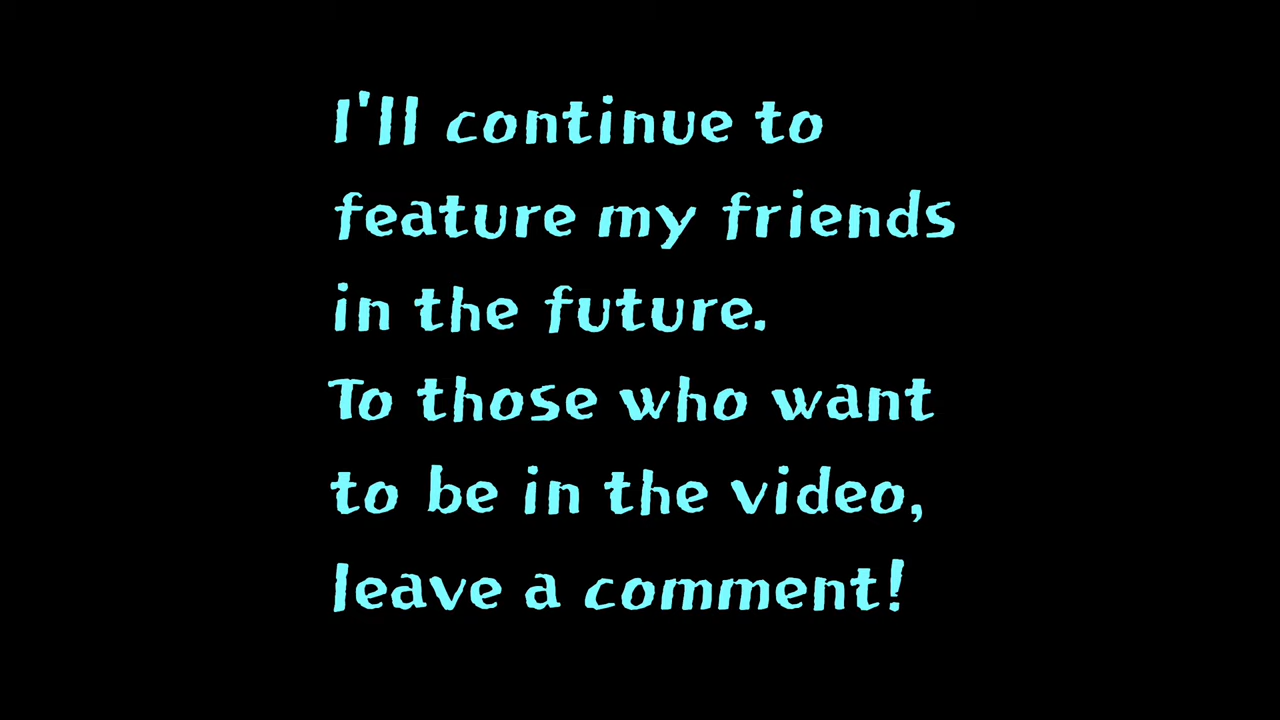 I'll continue to
feature my friends
in the future.
To those who want
to be in the video,
leave a comment!